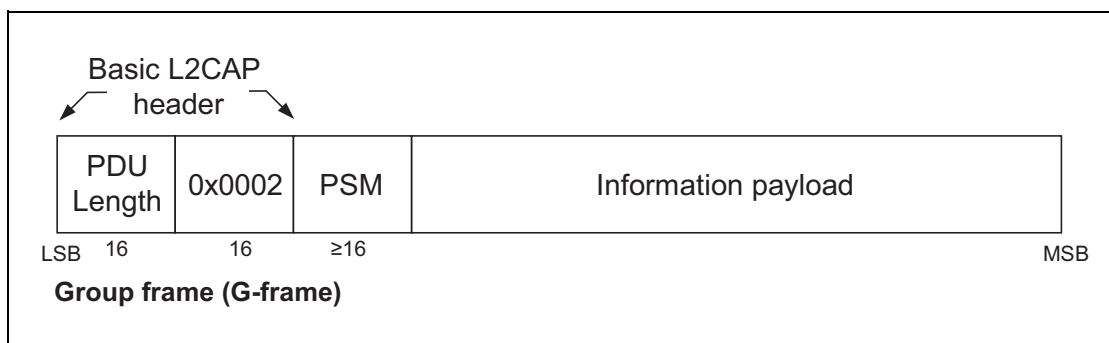 Basic L2CAP
header
PDU
Length
0x0002
PSM
Information payload
LSB
16
16
≥16
MSB
Group frame (G-frame)